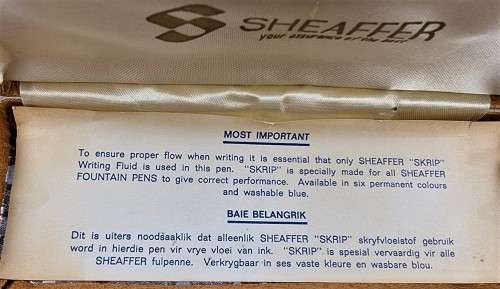 SHEAFFER
your assurance of the best
MOST IMPORTANT
To ensure proper flow when writing it is essential that only SHEAFFER "SKRIP"
Writing Fluid is used in this pen. "SKRIP" is specially made for all SHEAFFER
FOUNTAIN PENS to give correct performance. Available in six permanent colours
and washable blue.
BAIE BELANGRIK
Dit is uiters noodsaaklik dat alleenlik SHEAFFER "SKRIP" skryfvloeistof gebruik
word in hierdie pen vir vrye vloei van ink. "SKRIP" is spesial vervaardig vir alle
SHEAFFER fulpenne. Verkrygbaar in ses vaste kleure en wasbare blou.